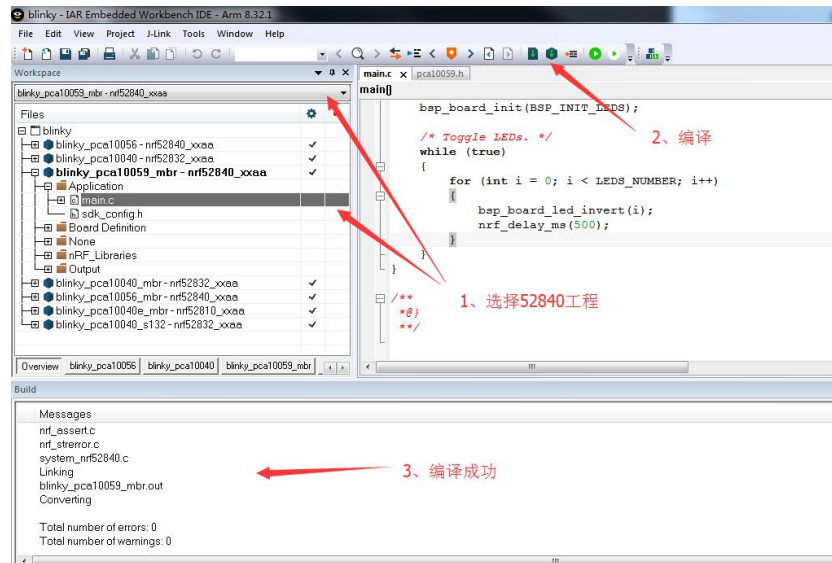 blinky - IAR Embedded Workbench IDE - Arm 8.32.1
File Edit View Project J-Link Tools Window Help
Workspace
blinky_pca10059_mbr - nrf52840_xxaa
Files
blinky
blinky_pca10056 - nrf52840_xxaa
blinky_pca10040 - nrf52832_xxaa
blinky_pca10059_mbr - nrf52840_xxaa
Application
main.c
sdk_config.h
Board Definition
None
nRF_Libraries
Output
blinky_pca10040_mbr - nrf52832_xxaa
blinky_pca10056_mbr - nrf52840_xxaa
blinky_pca10040e_mbr - nrf52810_xxaa
blinky_pca10040_s132 - nrf52832_xxaa
Overview blinky_pca10056 blinky_pca10040 blinky_pca10059_mbr
main.c x pca10059.h
main()
bsp_board_init(BSP_INIT_LEDS);
/* Toggle LEDs. */
while (true)
{
for (int i = 0; i < LEDS_NUMBER; i++)
{
bsp_board_led_invert(i);
nrf_delay_ms(500);
}
}
}
/**
*@}
**/
2、编译
1、选择52840工程
Build
Messages
nrf_assert.c
nrf_strerror.c
system_nrf52840.c
Linking
blinky_pca10059_mbr.out
Converting
Total number of errors: 0
Total number of warnings: 0
3、编译成功